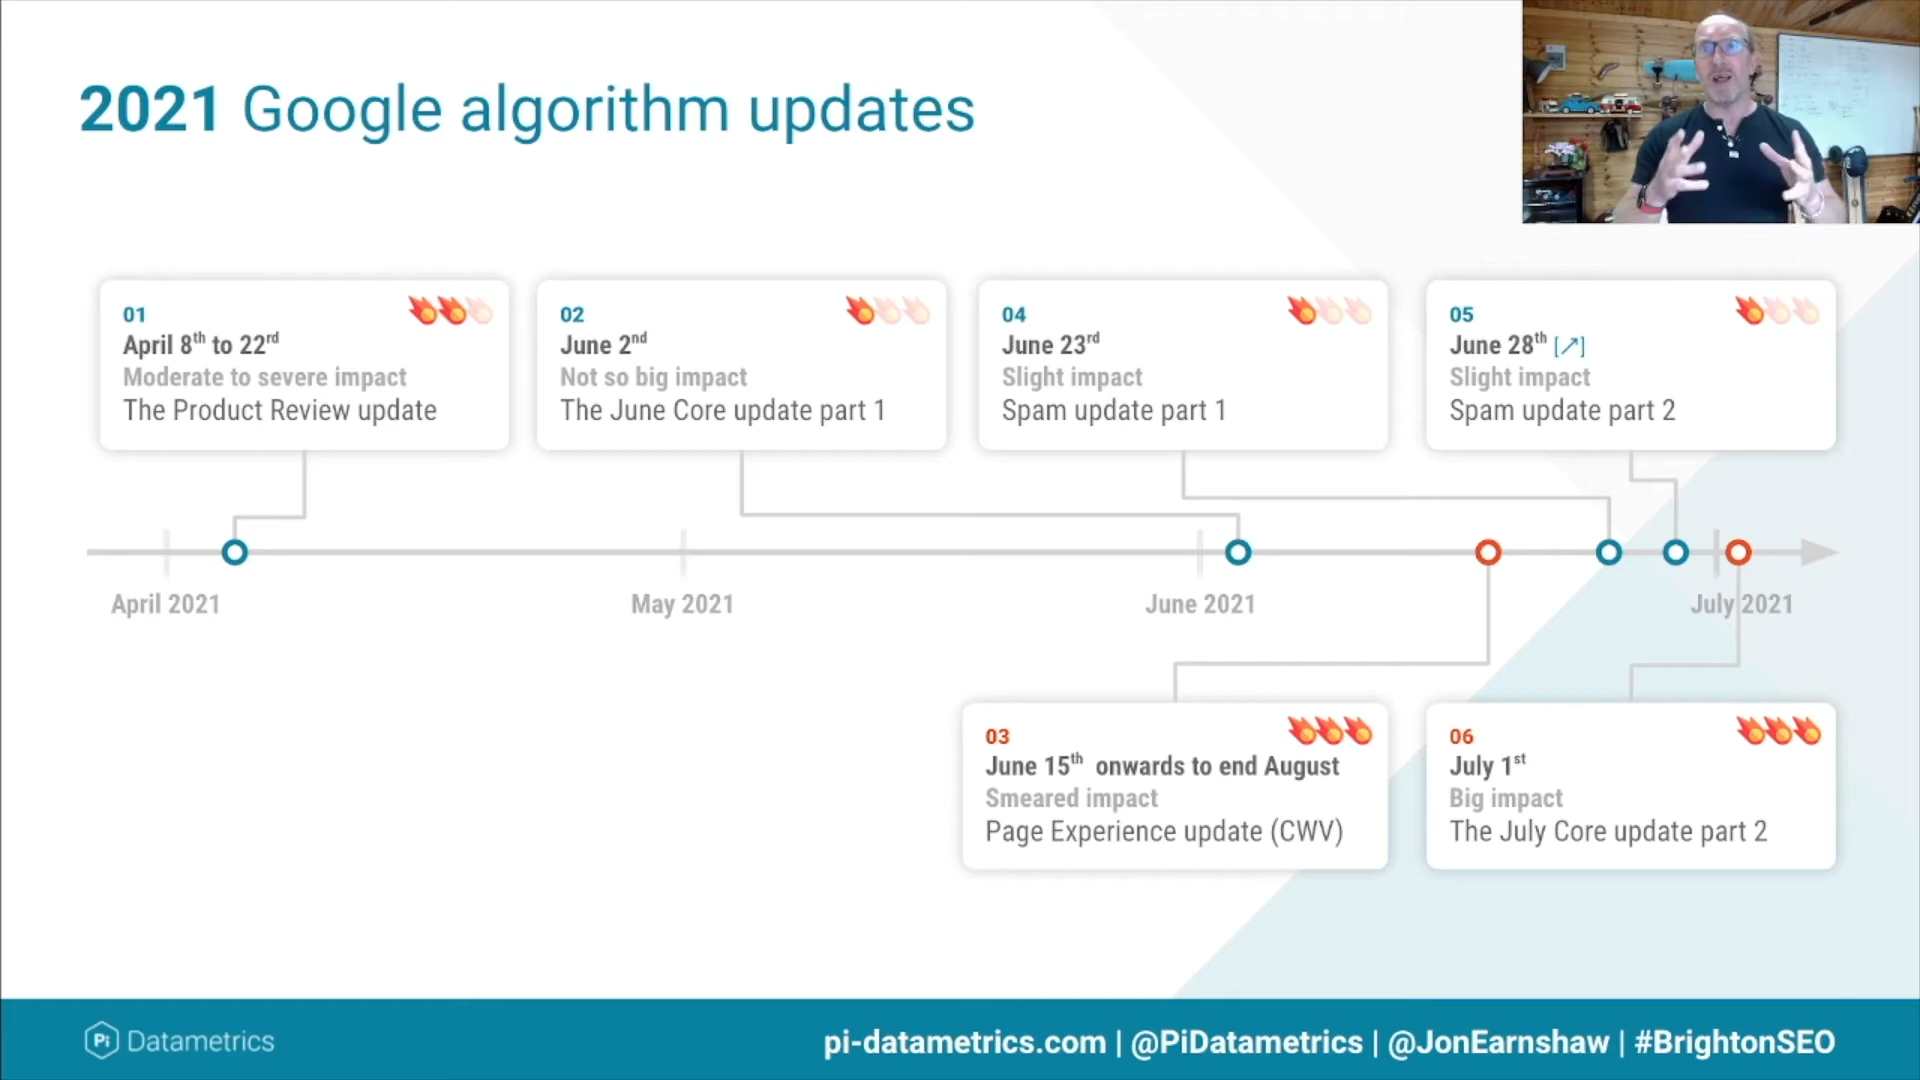 2021 Google algorithm updates
01
April 8th to 22rd
Moderate to severe impact
The Product Review update
02
June 2nd
Not so big impact
The June Core update part 1
04
June 23rd
Slight impact
Spam update part 1
05
June 28th [↗]
Slight impact
Spam update part 2
April 2021
May 2021
June 2021
July 2021
03
June 15th onwards to end August
Smeared impact
Page Experience update (CWV)
06
July 1st
Big impact
The July Core update part 2
Pi Datametrics
pi-datametrics.com | @PiDatametrics | @JonEarnshaw | #BrightonSEO